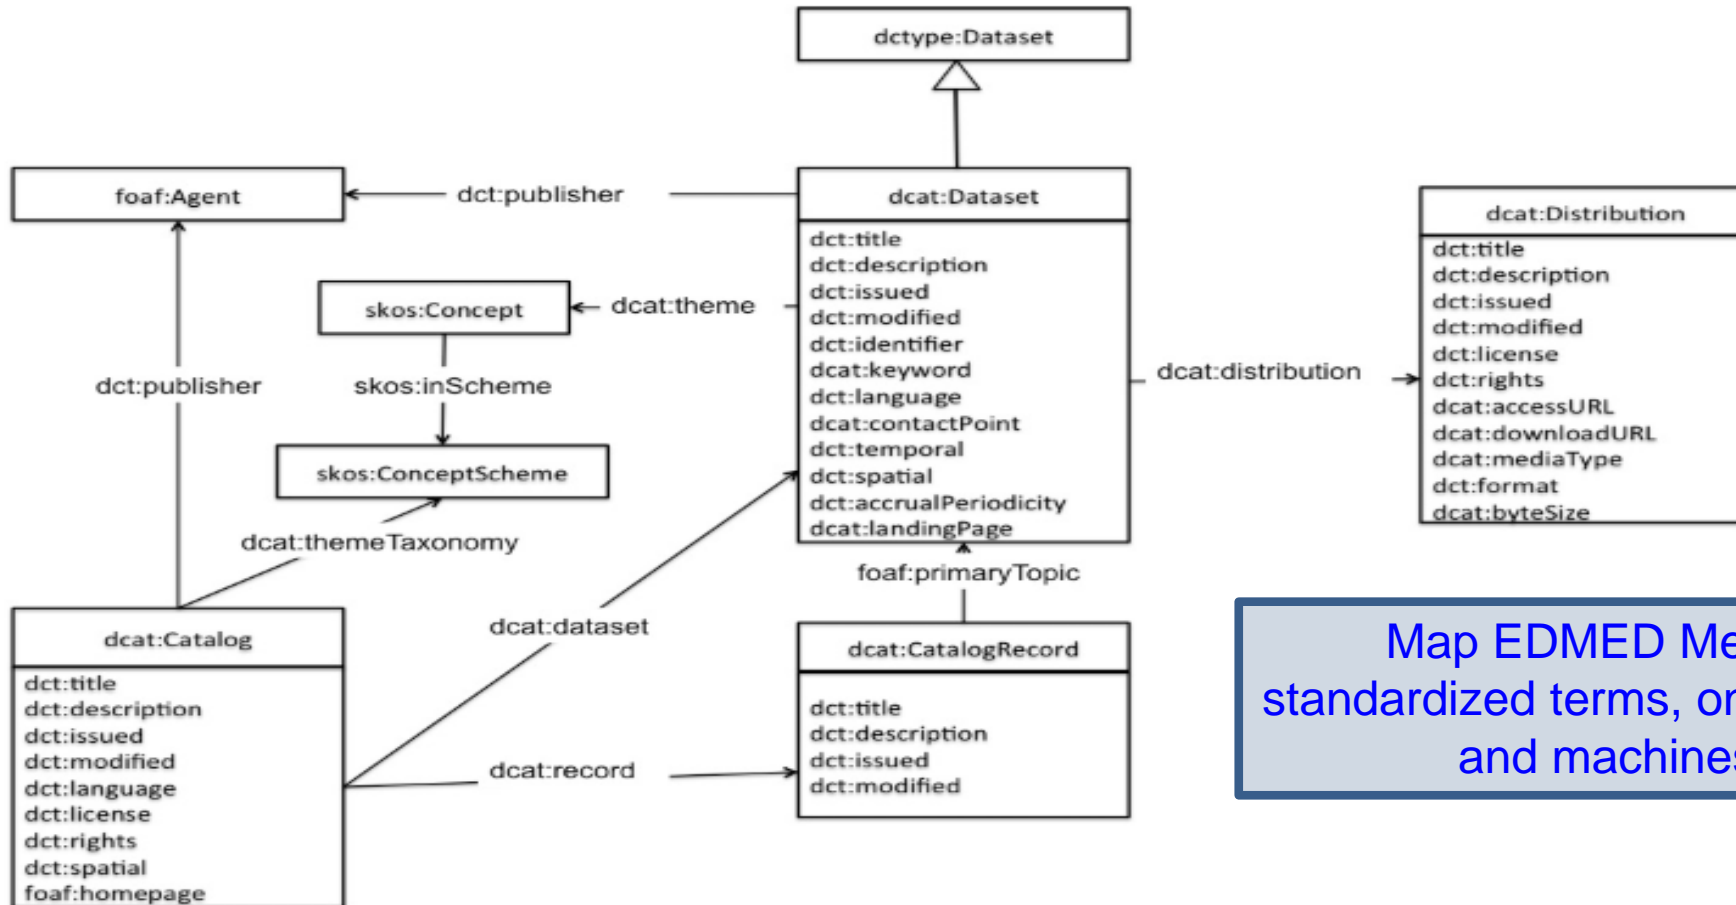 dctype:Dataset
foaf:Agent
dct:publisher
dcat:Dataset
dct:title
dct:description
dct:issued
dct:modified
dct:identifier
dcat:keyword
dct:language
dcat:contactPoint
dct:temporal
dct:spatial
dct:accrualPeriodicity
dcat:landingPage
dcat:Distribution
dct:title
dct:description
dct:issued
dct:modified
dct:license
dct:rights
dcat:accessURL
dcat:downloadURL
dcat:mediaType
dct:format
dcat:byteSize
skos:Concept
dcat:theme
dct:publisher
skos:inScheme
dcat:distribution
skos:ConceptScheme
dcat:themeTaxonomy
foaf:primaryTopic
dcat:dataset
dcat:Catalog
dct:title
dct:description
dct:issued
dct:modified
dct:language
dct:license
dct:rights
dct:spatial
foaf:homepage
dcat:record
dcat:CatalogRecord
dct:title
dct:description
dct:issued
dct:modified
Map EDMED
standardized terms,
and